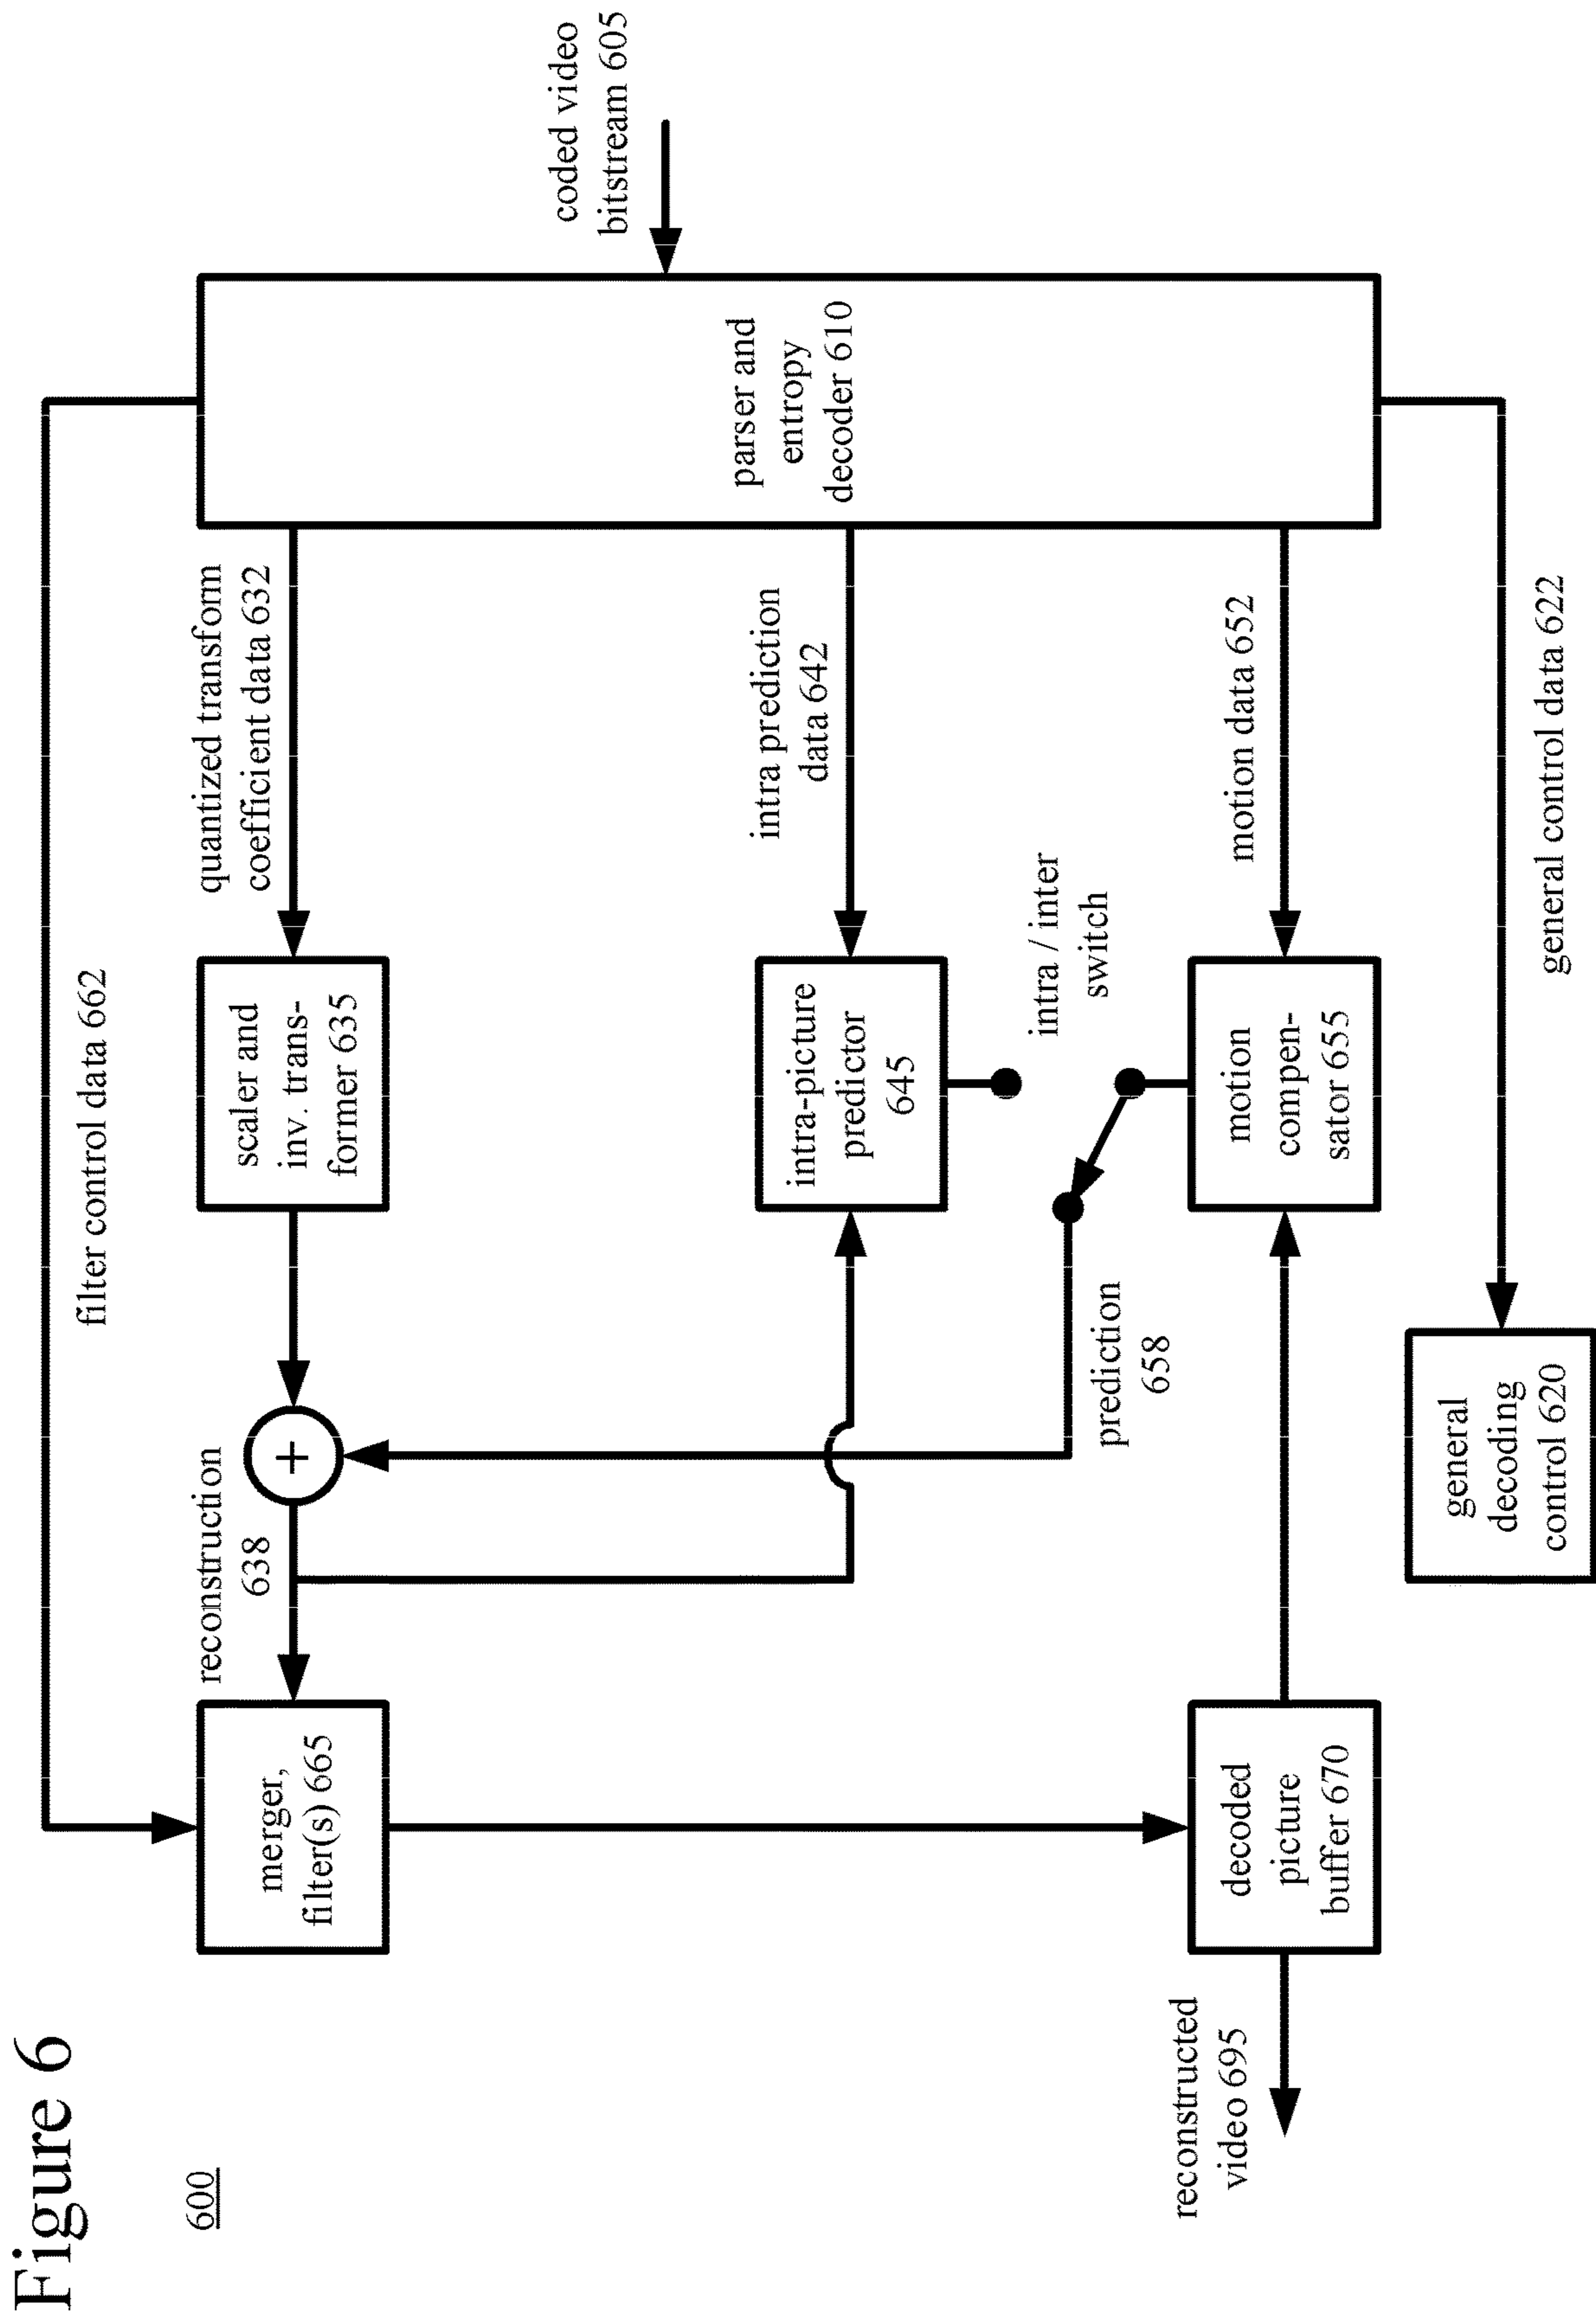 Figure 6
600
filter control data 662
reconstruction
638
quantized transform
coefficient data 632
merger,
filter(s) 665
+
scaler and
inv. trans-
former 635
coded video
bitstream 605
parser and
entropy
decoder 610
intra prediction
data 642
intra-picture
predictor
645
intra / inter
switch
prediction
658
reconstructed
video 695
decoded
picture
buffer 670
motion
compen-
sator 655
motion data 652
general
decoding
control 620
general control data 622